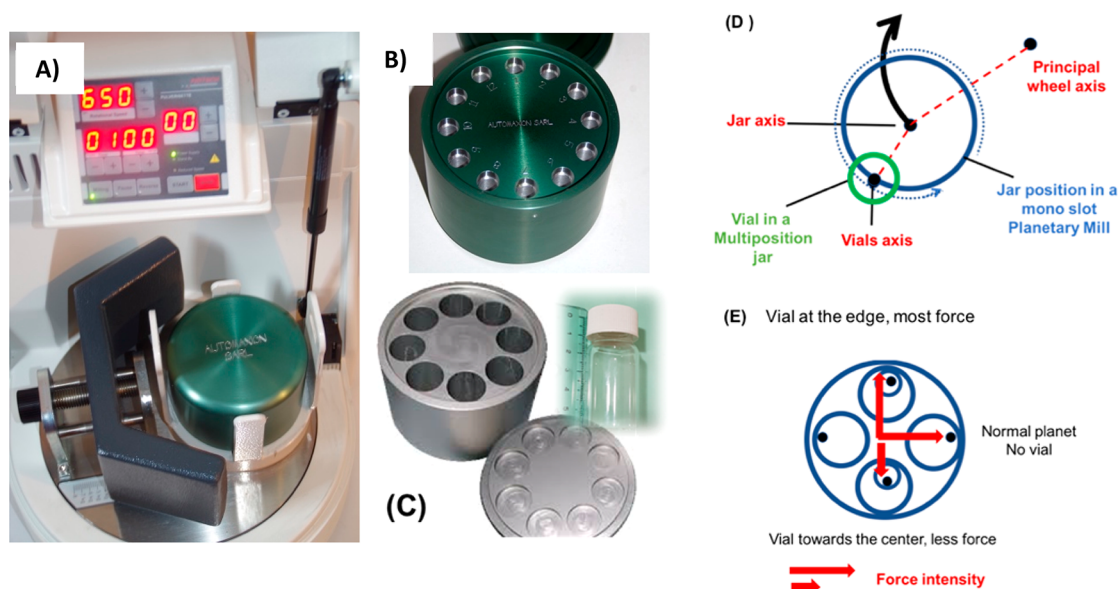 A)
650
0100
00
START
AUTOMAXION
SARL
B)
12
AUTOMAXION SARL
(C)
(D )
Principal
wheel axis
Jar axis
Vial in a
Multiposition
jar
Vials axis
Jar position in a
mono slot
Planetary Mill
(E)
Vial at the edge, most force
Normal planet
No vial
Vial towards the center, less force
Force intensity